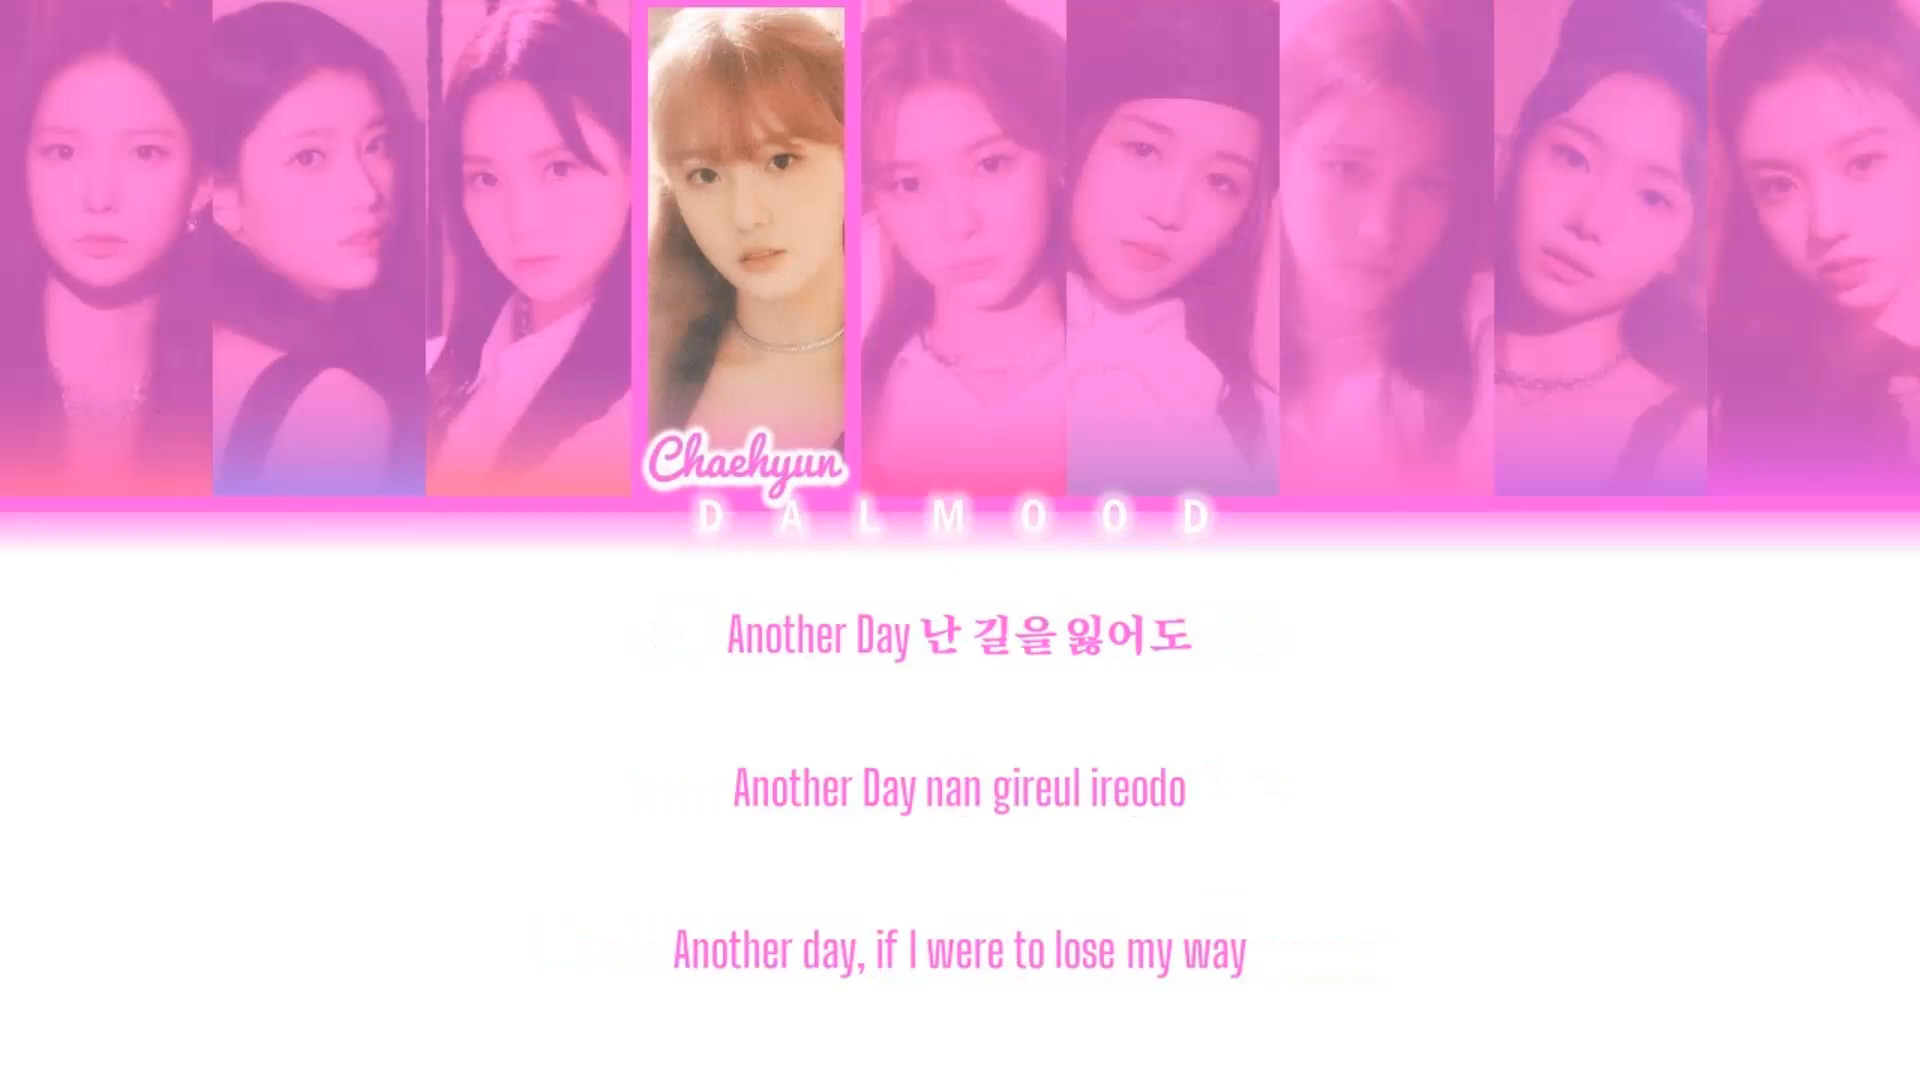 Chaehyun
DALMOOD
Another Day 난 길을 잃어도
Another Day nan gireul ireodo
Another day, if I were to lose my way